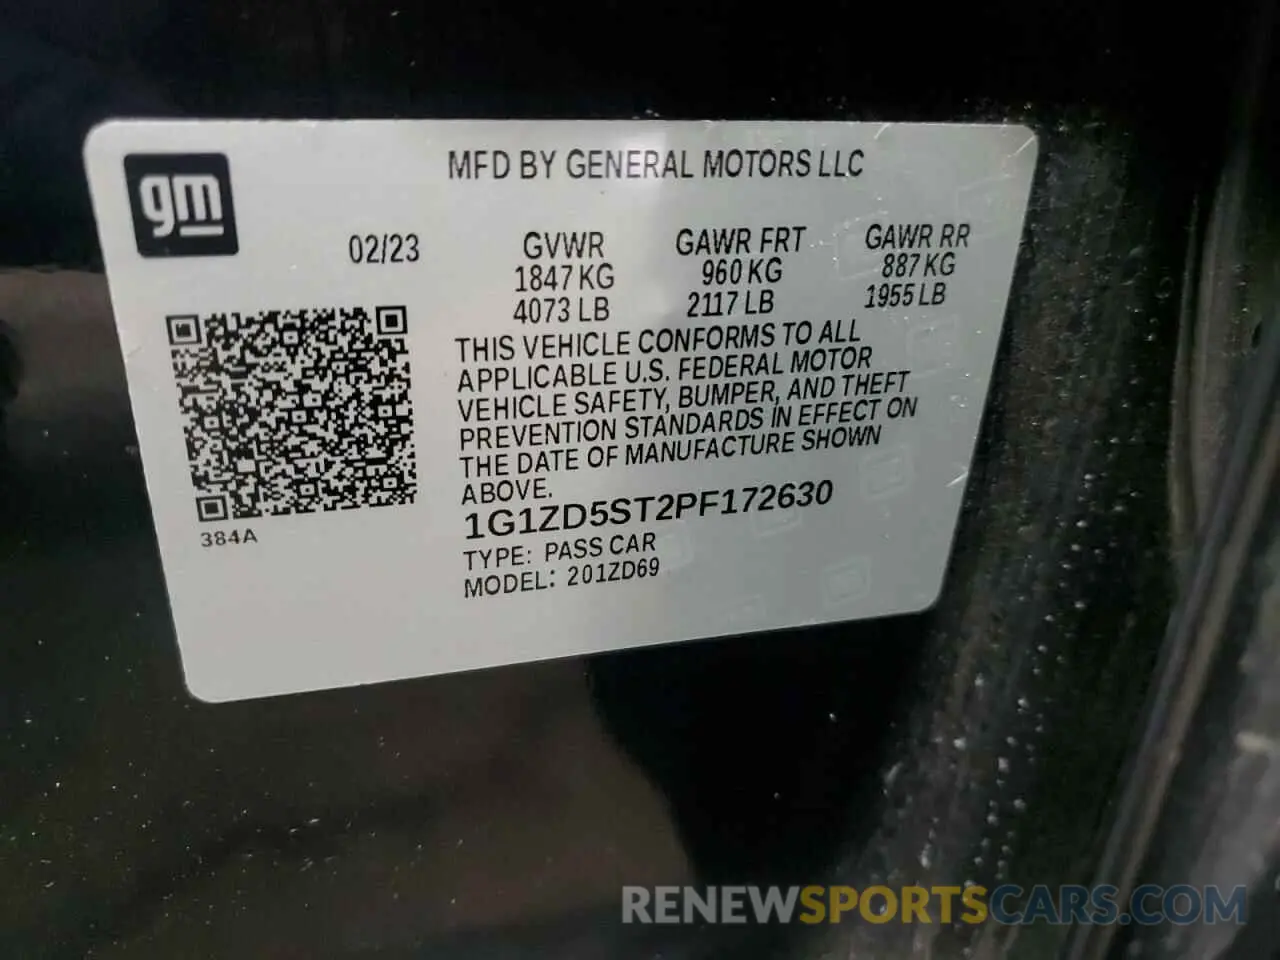 gm
MFD BY GENERAL MOTORS LLC
02/23
GVWR GAWR FRT GAWR RR
1847 KG 960 KG 887 KG
4073 LB 2117 LB 1955 LB
THIS VEHICLE CONFORMS TO ALL
APPLICABLE U.S. FEDERAL MOTOR
VEHICLE SAFETY, BUMPER, AND THEFT
PREVENTION STANDARDS IN EFFECT ON
THE DATE OF MANUFACTURE SHOWN
ABOVE.
1G1ZD5ST2PF172630
TYPE: PASS CAR
MODEL: 201ZD69
384A
RENEWSPORTSCARS.COM